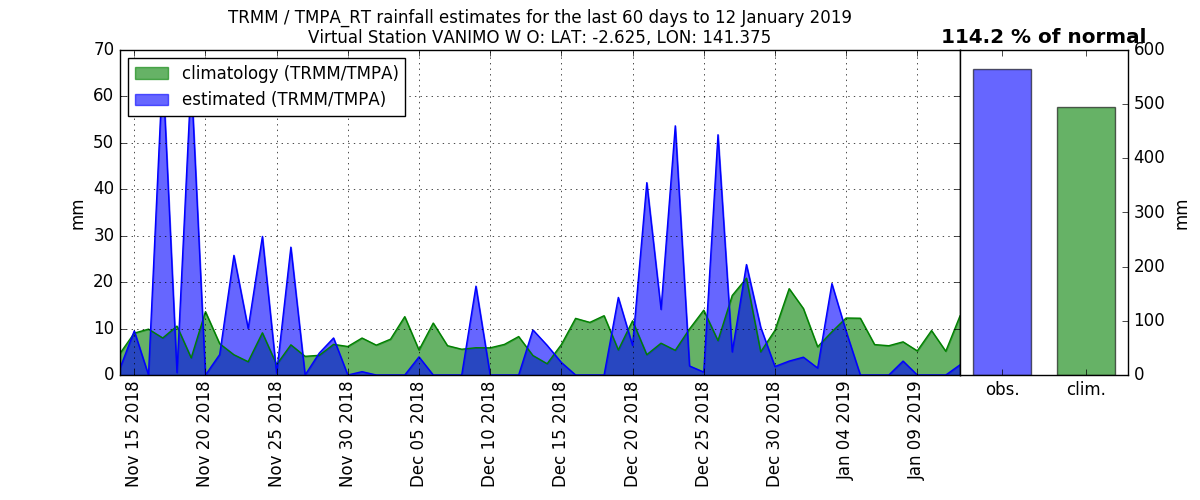 TRMM / TMPA_RT rainfall estimates for the last 60 days to 12 January 2019
Virtual Station VANIMO W O: LAT: -2.625, LON: 141.375
114.2 % of normal
climatology (TRMM/TMPA)
estimated (TRMM/TMPA)
70
60
50
40
30
20
10
0
mm
Nov 15 2018
Nov 20 2018
Nov 25 2018
Nov 30 2018
Dec 05 2018
Dec 10 2018
Dec 15 2018
Dec 20 2018
Dec 25 2018
Dec 30 2018
Jan 04 2019
Jan 09 2019
obs.
clim.
600
500
400
300
200
100
0
mm